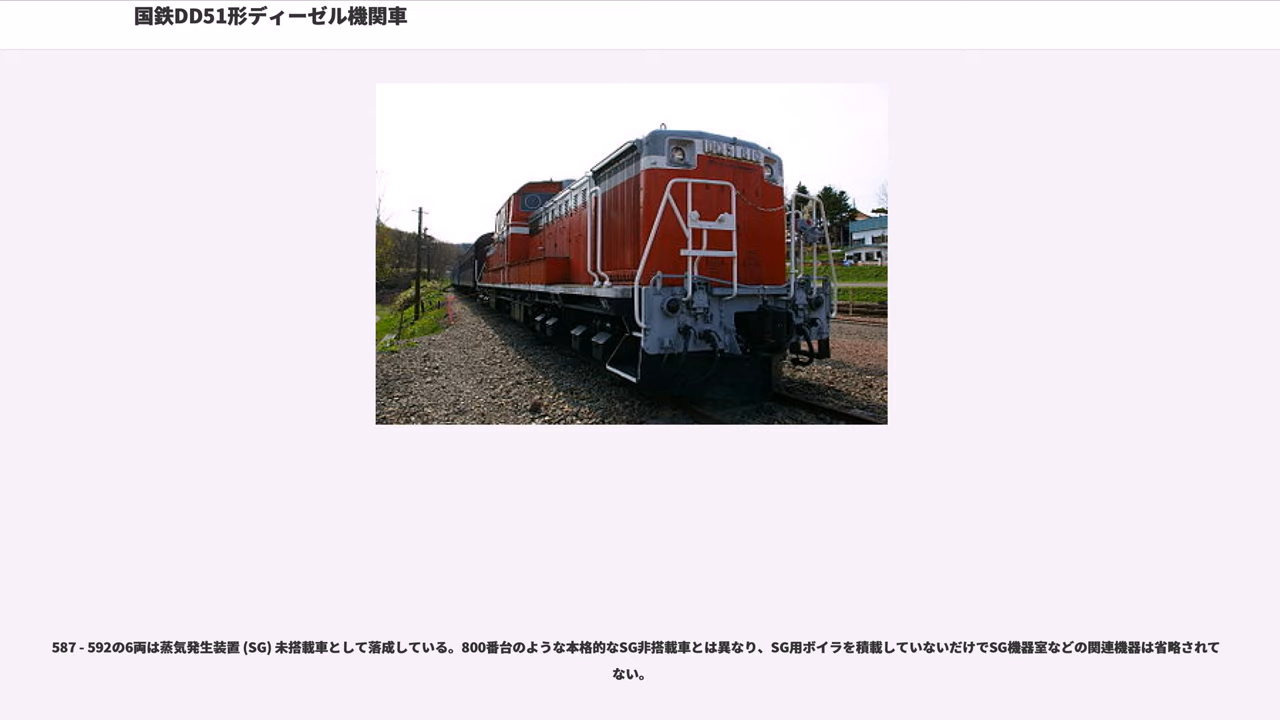 国鉄DD51形ディーゼル機関車
587 - 592の6両は蒸気発生装置 (SG) 未搭載車として落成している。800番台のような本格的なSG非搭載車とは異なり、SG用ボイラを積載していないだけでSG機器室などの関連機器は省略されて
ない。